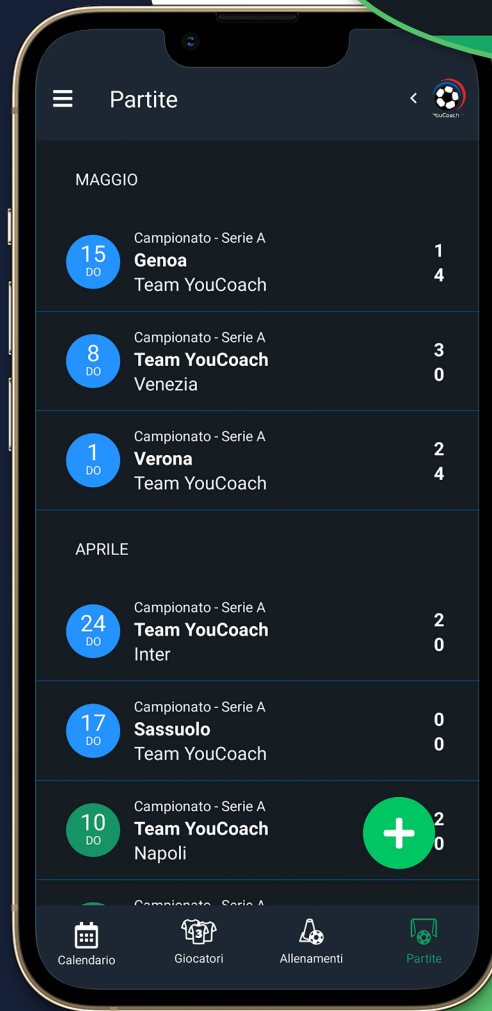 Partite
YouCoach
MAGGIO
15
DO
Campionato - Serie A
Genoa
Team YouCoach
1
4
8
DO
Campionato - Serie A
Team YouCoach
Venezia
3
0
1
DO
Campionato - Serie A
Verona
Team YouCoach
2
4
APRILE
24
DO
Campionato - Serie A
Team YouCoach
Inter
2
0
17
DO
Campionato - Serie A
Sassuolo
Team YouCoach
0
0
10
DO
Campionato - Serie A
Team YouCoach
Napoli
2
0
Campionato - Serie A
3
Calendario
Giocatori
Allenamenti
Partite